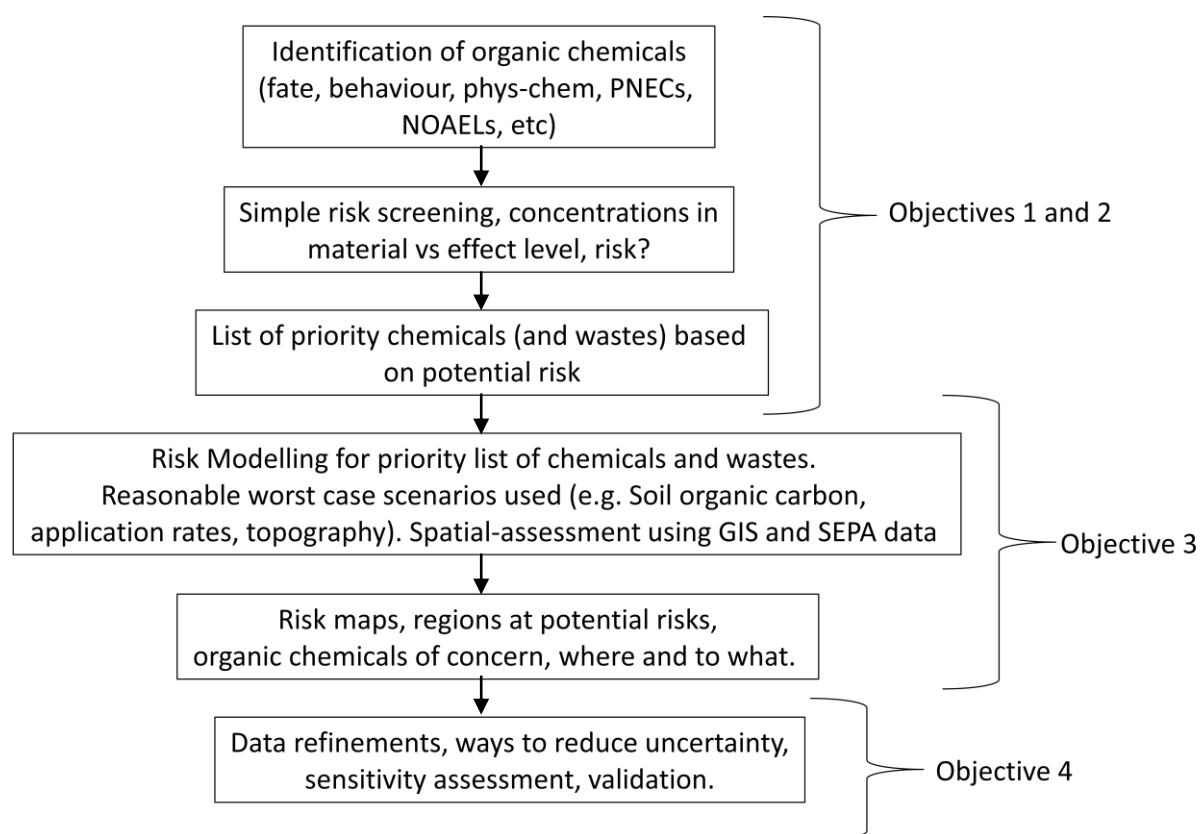 Identification of organic chemicals
(fate, behaviour, phys-chem, PNECs,
NOAELs, etc)
Simple risk screening, concentrations in
material vs effect level, risk?
Objectives 1 and 2
List of priority chemicals (and wastes) based
on potential risk
Risk Modelling for priority list of chemicals and wastes.
Reasonable worst case scenarios used (e.g. Soil organic carbon,
application rates, topography). Spatial-assessment using GIS and SEPA data
Objective 3
Risk maps, regions at potential risks,
organic chemicals of concern, where and to what.
Data refinements, ways to reduce uncertainty,
sensitivity assessment, validation.
Objective 4